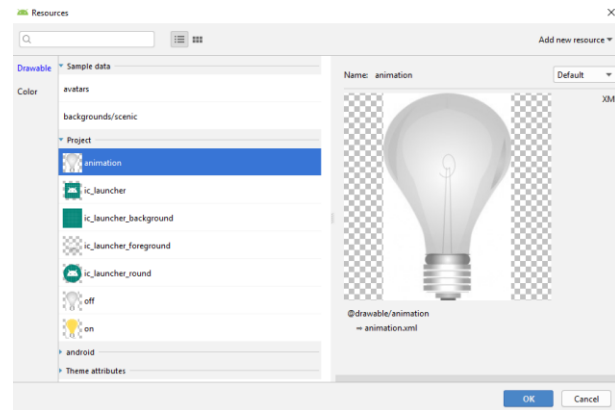 Resources
Add new resource
Drawable
Color
Sample data
avatars
backgrounds/scenic
Project
animation
ic_launcher
ic_launcher_background
ic_launcher_foreground
ic_launcher_round
off
on
android
Theme attributes
Name: animation
Default
XM
@drawable/animation
⇒ animation.xml
OK
Cancel